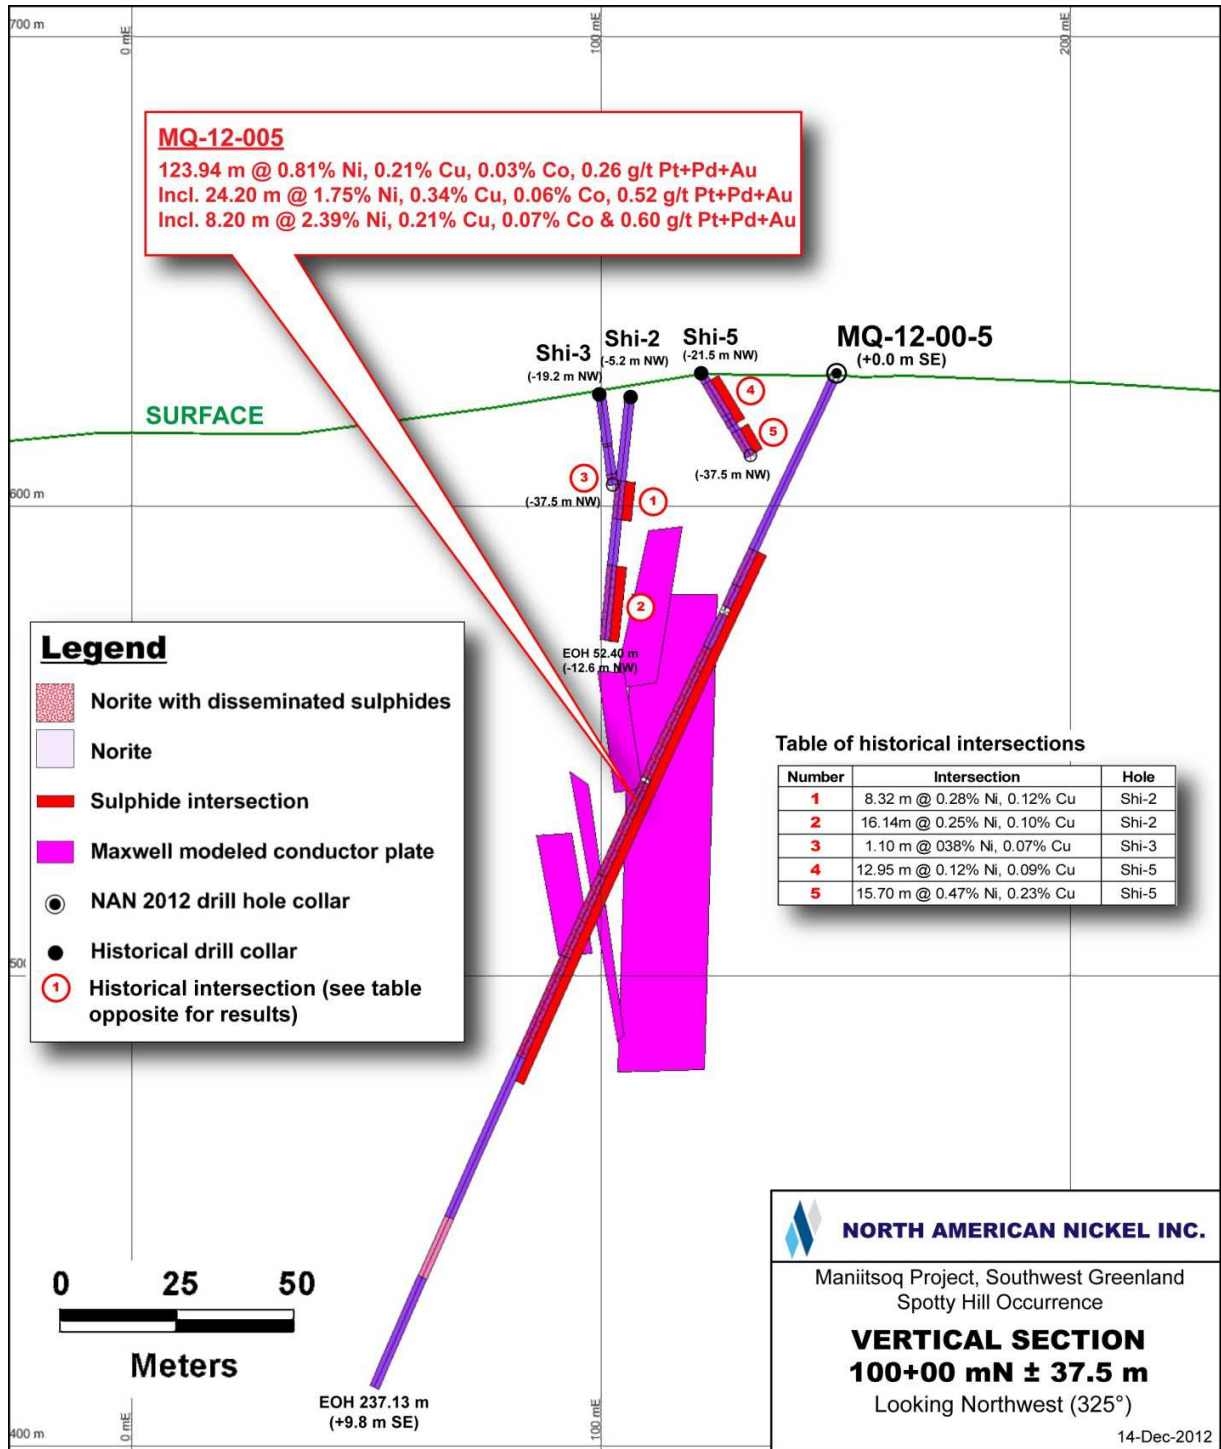 700 m
0 mE
100 mE
200 mE
MQ-12-005
123.94 m @ 0.81% Ni, 0.21% Cu, 0.03% Co, 0.26 g/t Pt+Pd+Au
Incl. 24.20 m @ 1.75% Ni, 0.34% Cu, 0.06% Co, 0.52 g/t Pt+Pd+Au
Incl. 8.20 m @ 2.39% Ni, 0.21% Cu, 0.07% Co & 0.60 g/t Pt+Pd+Au
Shi-3
(-19.2 m NW)
Shi-2
(-5.2 m NW)
Shi-5
(-21.5 m NW)
MQ-12-00-5
(+0.0 m SE)
SURFACE
4
5
(-37.5 m NW)
3
(-37.5 m NW)
1
600 m
2
EOH 52.40 m
(-12.6 m NW)
Legend
Norite with disseminated sulphides
Norite
Sulphide intersection
Maxwell modeled conductor plate
NAN 2012 drill hole collar
Historical drill collar
1 Historical intersection (see table
opposite for results)
500
Table of historical intersections
Number Intersection Hole
1 8.32 m @ 0.28% Ni, 0.12% Cu Shi-2
2 16.14m @ 0.25% Ni, 0.10% Cu Shi-2
3 1.10 m @ 038% Ni, 0.07% Cu Shi-3
4 12.95 m @ 0.12% Ni, 0.09% Cu Shi-5
5 15.70 m @ 0.47% Ni, 0.23% Cu Shi-5
0 25 50
Meters
EOH 237.13 m
(+9.8 m SE)
400 m
0 mE
100 mE
NORTH AMERICAN NICKEL INC.
Maniitsoq Project, Southwest Greenland
Spotty Hill Occurrence
VERTICAL SECTION
100+00 mN ± 37.5 m
Looking Northwest (325°)
14-Dec-2012